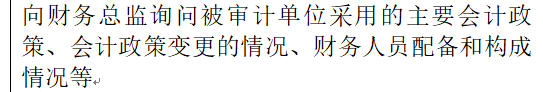 向财务总监询问被审计单位采用的主要会计政
策、会计政策变更的情况、财务人员配备和构成
情况等